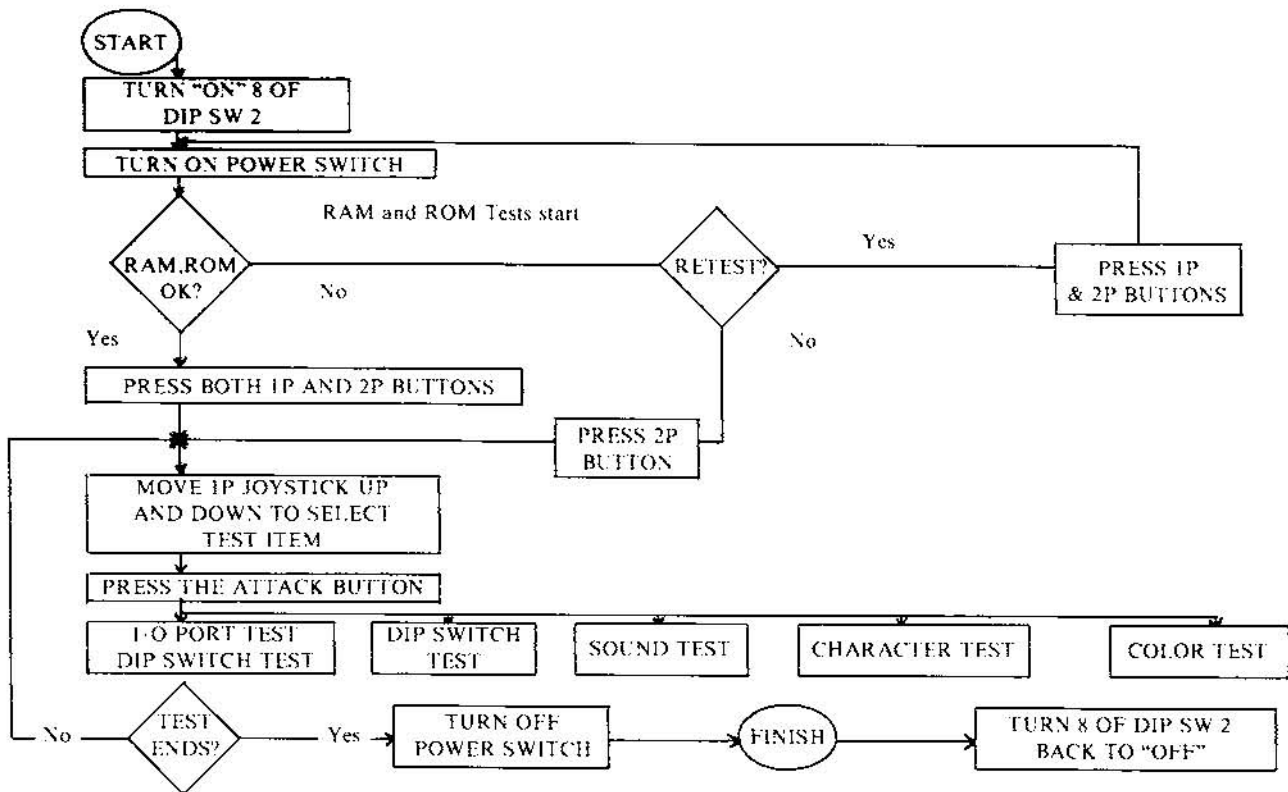 START
TURN "ON" 8 OF
DIP SW 2
TURN ON POWER SWITCH
RAM and ROM Tests start
RAM,ROM
OK?
No
Yes
RETEST?
Yes
No
PRESS 1P
& 2P BUTTONS
PRESS BOTH 1P AND 2P BUTTONS
PRESS 2P
BUTTON
MOVE 1P JOYSTICK UP
AND DOWN TO SELECT
TEST ITEM
PRESS THE ATTACK BUTTON
I·O PORT TEST
DIP SWITCH TEST
DIP SWITCH
TEST
SOUND TEST
CHARACTER TEST
COLOR TEST
No
TEST
ENDS?
Yes
TURN OFF
POWER SWITCH
FINISH
TURN 8 OF DIP SW 2
BACK TO "OFF"